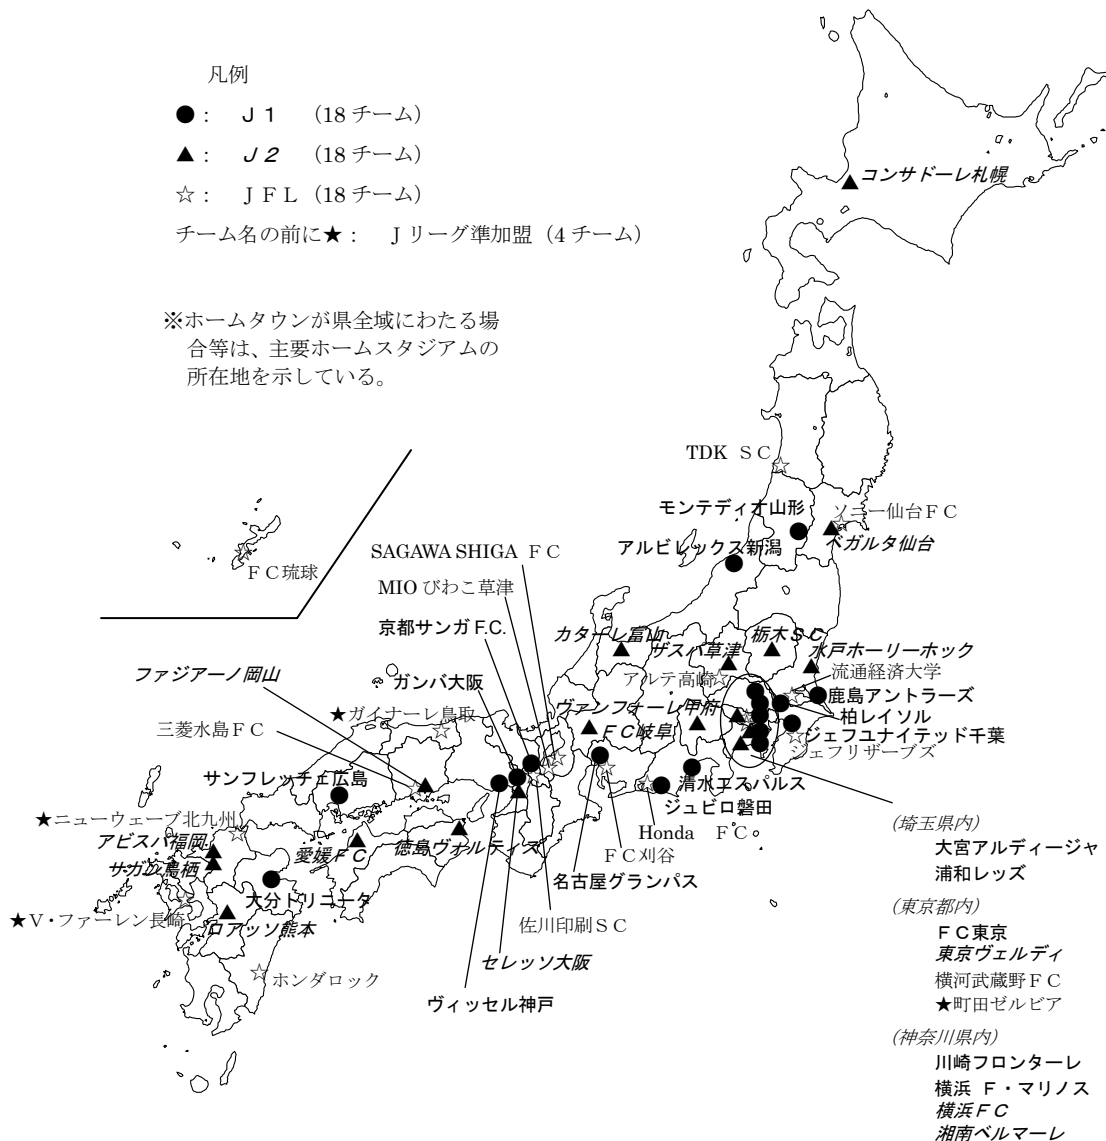 凡例
●： Ｊ１ （18 チーム）
▲： Ｊ２ （18 チーム）
☆： ＪＦＬ（18 チーム）
チーム名の前に★： Ｊリーグ準加盟（4 チーム）
※ホームタウンが県全域にわたる場
合等は、主要ホームスタジアムの
所在地を示している。
コンサドーレ札幌
TDK ＳＣ
モンテディオ山形
ソニー仙台ＦＣ
ベガルタ仙台
アルビレックス新潟
SAGAWA SHIGA ＦＣ
ＦＣ琉球
MIO びわこ草津
京都サンガ F.C.
カターレ富山
栃木ＳＣ
ザスパ草津
水戸ホーリーホック
ファジアーノ岡山
アルテ高崎
流通経済大学
ガンバ大阪
鹿島アントラーズ
★ガイナーレ鳥取
ヴァンフォーレ甲府
柏レイソル
三菱水島ＦＣ
ＦＣ岐阜
ジェフユナイテッド千葉
ジェフリザーブズ
サンフレッチェ広島
清水エスパルス
ジュビロ磐田
★ニューウェーブ北九州
Honda ＦＣ
アビスパ福岡
愛媛ＦＣ
徳島ヴォルティス
ＦＣ刈谷
サガン鳥栖
名古屋グランパス
大分トリニータ
★Ｖ・ファーレン長崎
ロアッソ熊本
佐川印刷ＳＣ
セレッソ大阪
ホンダロック
ヴィッセル神戸
(埼玉県内)
大宮アルディージャ
浦和レッズ
(東京都内)
ＦＣ東京
東京ヴェルディ
横河武蔵野ＦＣ
★町田ゼルビア
(神奈川県内)
川崎フロンターレ
横浜 Ｆ・マリノス
横浜ＦＣ
湘南ベルマーレ